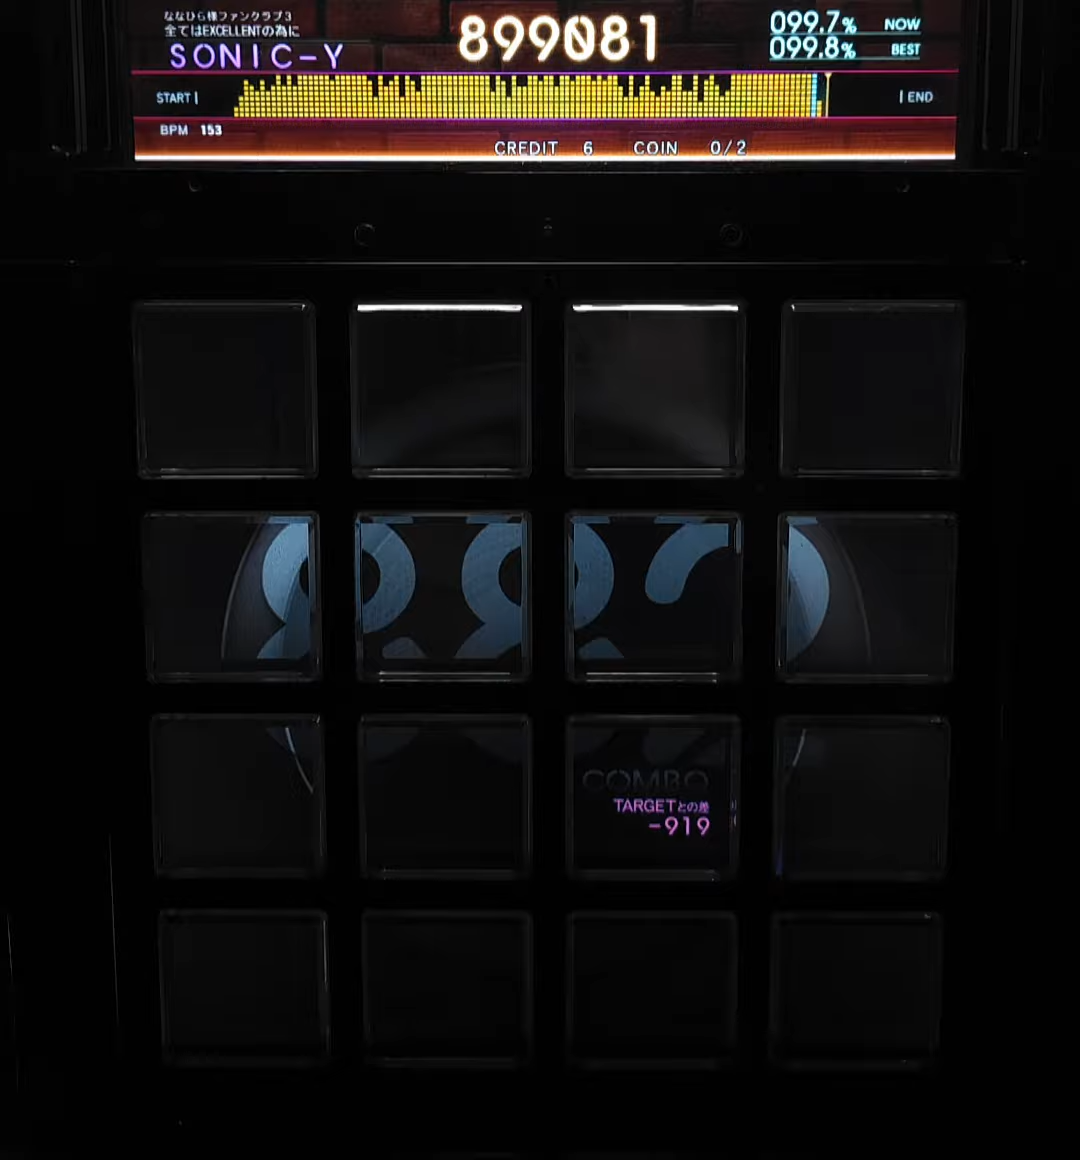 ななひら様ファンクラブ3
全てはEXCELLENTの為に
SONIC-Y
899081
099.7% NOW
099.8% BEST
START
END
BPM 153
CREDIT 6 COIN 0/2
COMBO
TARGETとの差
-919